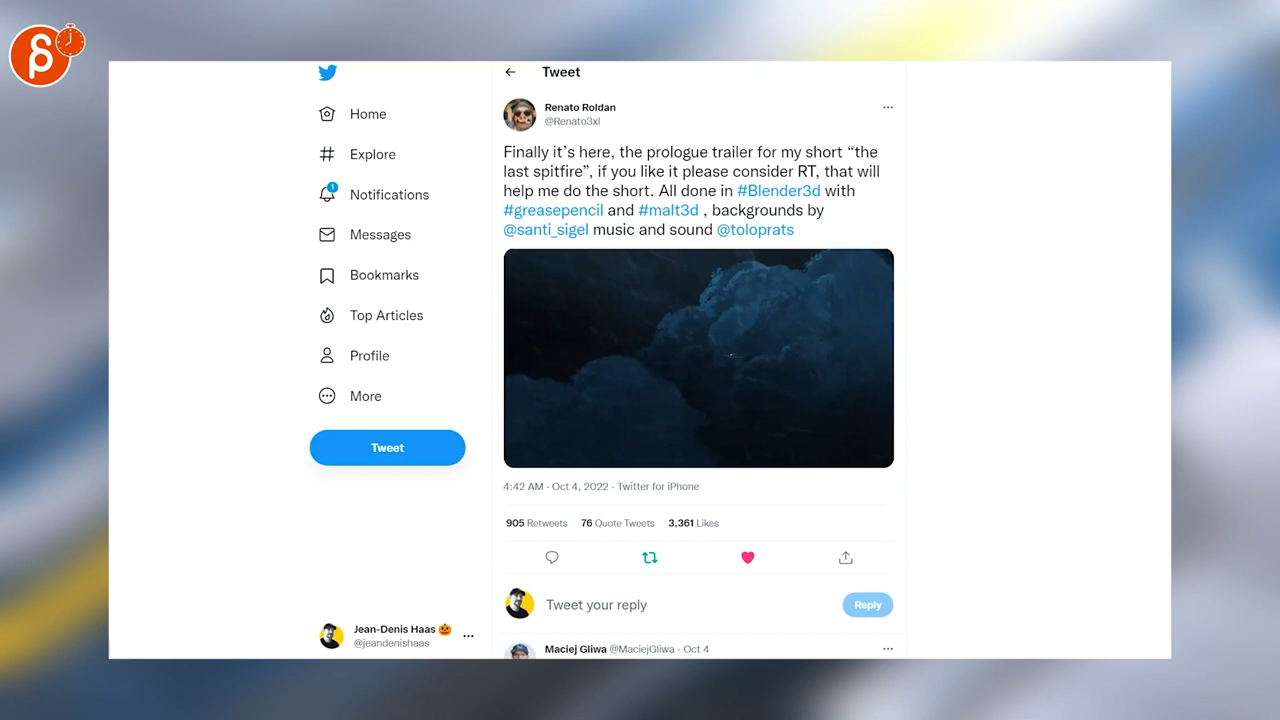 Tweet
Home
Explore
1
Notifications
Messages
Bookmarks
Top Articles
Profile
More
Tweet
Jean-Denis Haas
@jeandenishaas
Renato Roldan
@Renato3xl
Finally it’s here, the prologue trailer for my short “the
last spitfire”, if you like it please consider RT, that will
help me do the short. All done in #Blender3d with
#greasepencil and #malt3d , backgrounds by
@santi_sigel music and sound @toloprats
4:42 AM · Oct 4, 2022 · Twitter for iPhone
905 Retweets 76 Quote Tweets 3,361 Likes
Tweet your reply
Reply
Maciej Gliwa @MaciejGliwa · Oct 4